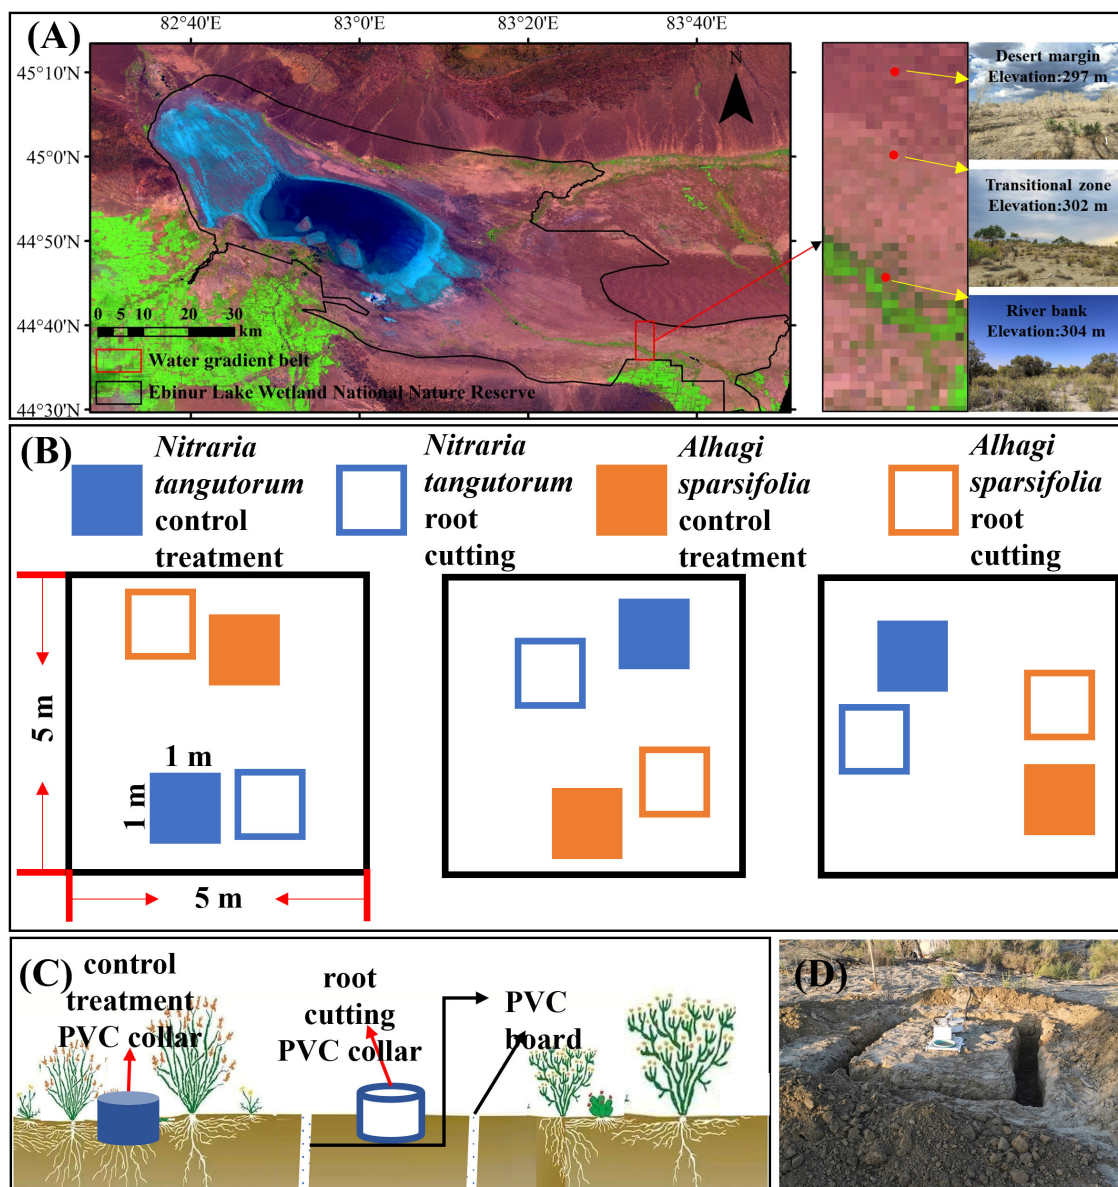 (A)
82°40'E 83°0'E 83°20'E 83°40'E
45°10'N
45°0'N
44°50'N
44°40'N
44°30'N
N
0 5 10 20 30
km
Water gradient belt
Ebinur Lake Wetland National Nature Reserve
Desert margin
Elevation:297 m
Transitional zone
Elevation:302 m
River bank
Elevation:304 m
(B)
Nitraria
tangutorum
control
treatment
Nitraria
tangutorum
root
cutting
Alhagi
sparsifolia
control
treatment
Alhagi
sparsifolia
root
cutting
5 m
1 m
1 m
5 m
(C)
control
treatment
PVC collar
root
cutting
PVC collar
PVC
board
(D)